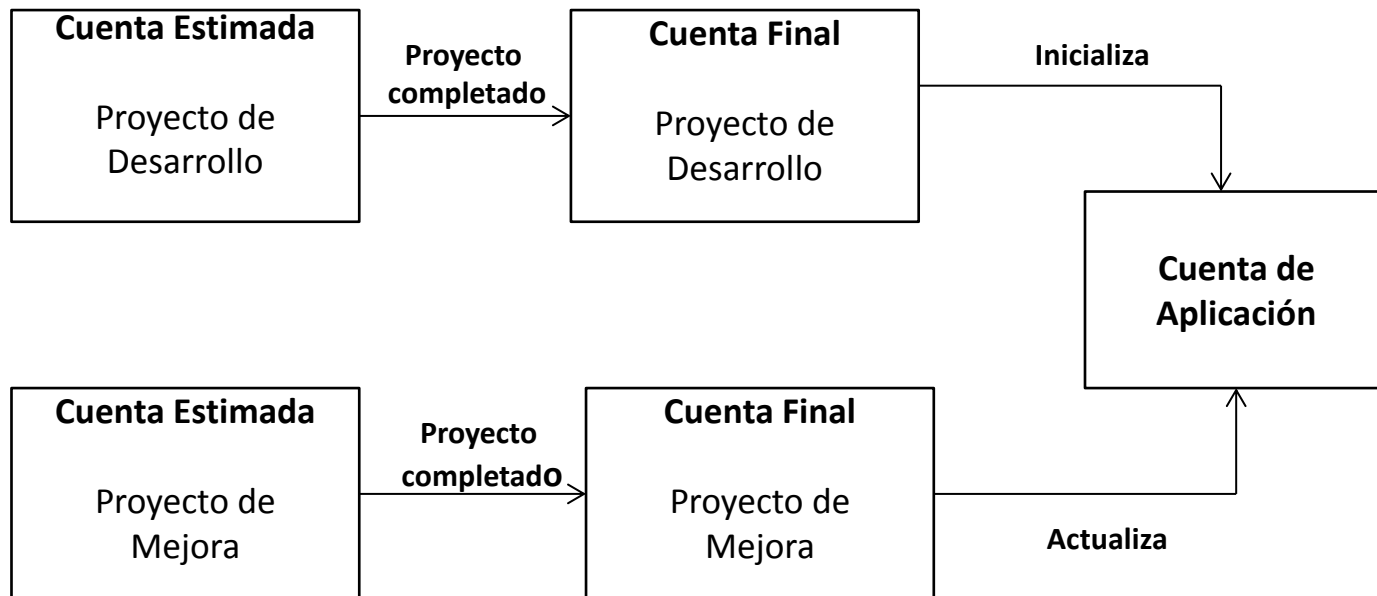 Cuenta Estimada
Proyecto de
Desarrollo
Proyecto
completado
Cuenta Final
Proyecto de
Desarrollo
Inicializa
Cuenta de
Aplicación
Cuenta Estimada
Proyecto de
Mejora
Proyecto
completado
Cuenta Final
Proyecto de
Mejora
Actualiza